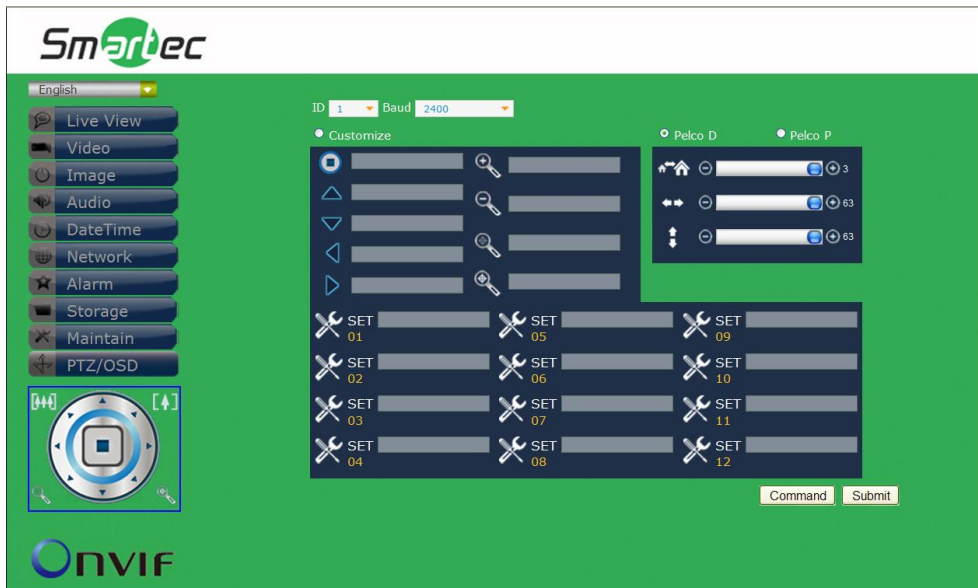 Smartec
English
Live View
Video
Image
Audio
DateTime
Network
Alarm
Storage
Maintain
PTZ/OSD
ID 1 Baud 2400
Customize
Pelco D Pelco P
3
63
63
SET 01
SET 05
SET 09
SET 02
SET 06
SET 10
SET 03
SET 07
SET 11
SET 04
SET 08
SET 12
Command Submit
ONVIF